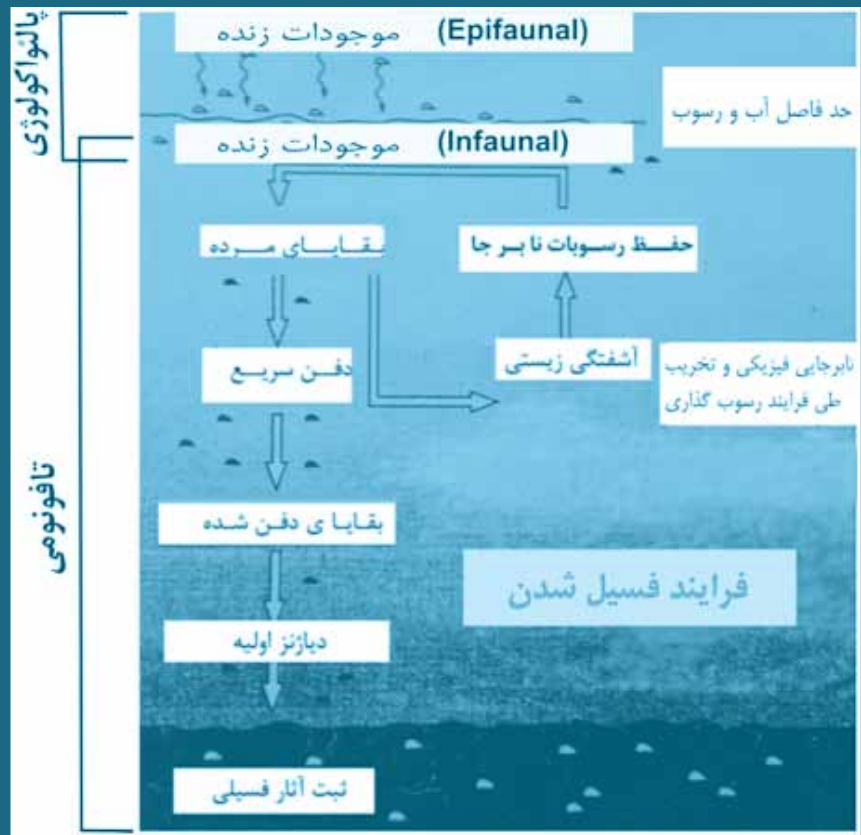 پالئواکولوژی
موجودات زنده (Epifaunal)
حد فاصل آب و رسوب
موجودات زنده (Infaunal)
حفظ رسوبات نا بر جا
بقایای مرده
آشفتگی زیستی
نابرجایی فیزیکی و تخریب
طی فرایند رسوب گذاری
دفن سریع
تافونومی
بقایا ی دفن شده
فرایند فسیل شدن
دیاژنز اولیه
ثبت آثار فسیلی